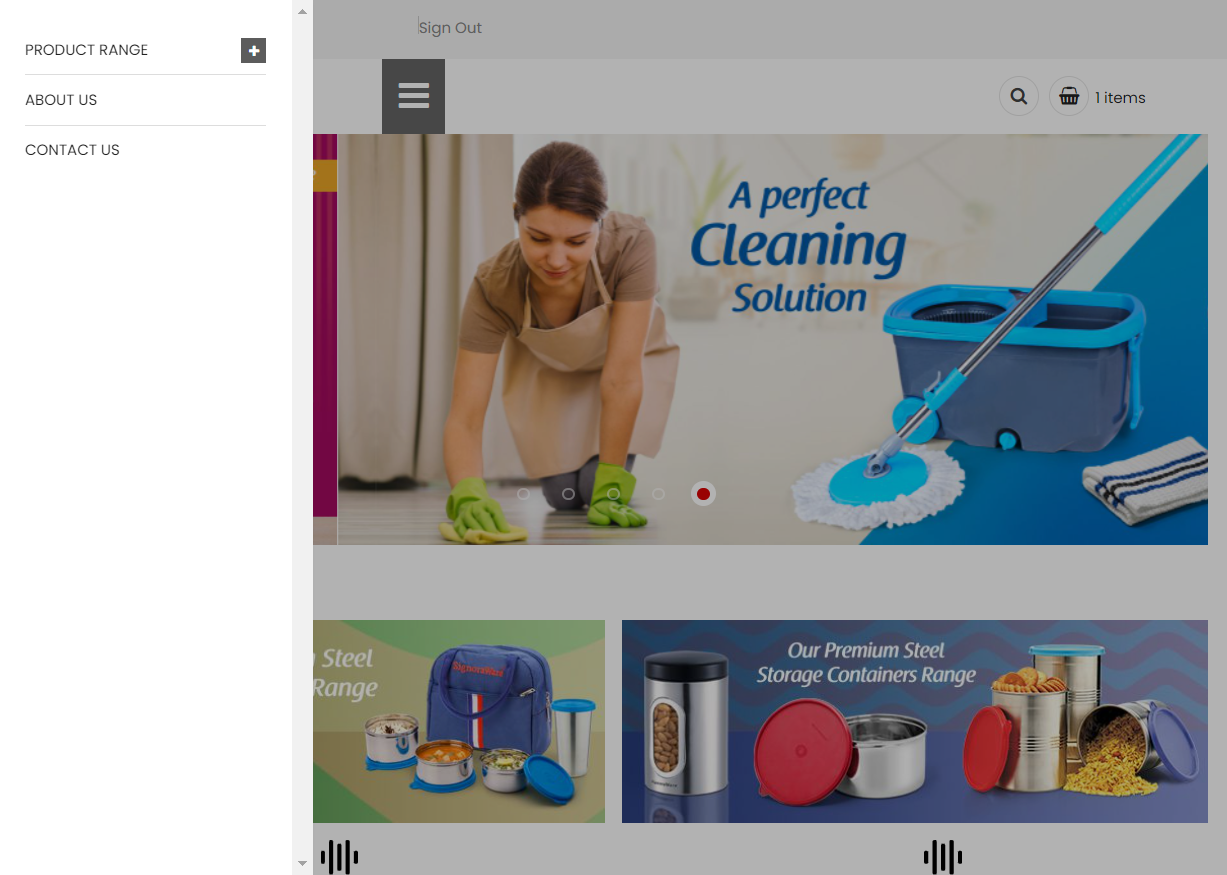 PRODUCT RANGE
ABOUT US
CONTACT US
Sign Out
1 items
A perfect
Cleaning
Solution
Steel
Range
SignoraWare
Our Premium Steel
Storage Containers Range